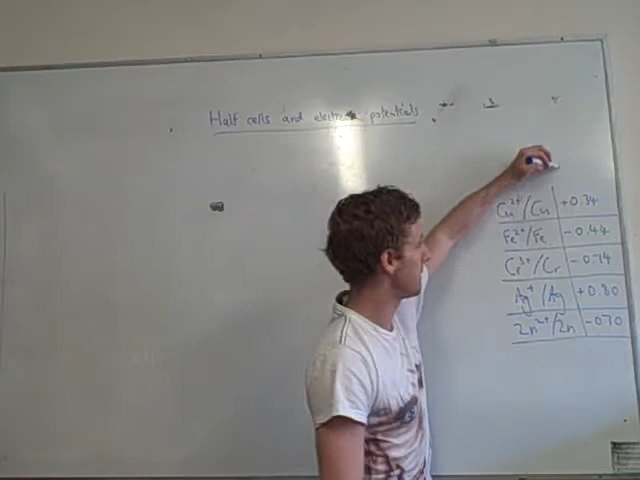 Half cells and electrode potentials
Cu²⁺/Cu +0.34
Fe²⁺/Fe -0.44
Cr³⁺/Cr -0.74
Ag⁺/Ag +0.80
Zn²⁺/Zn -0.70